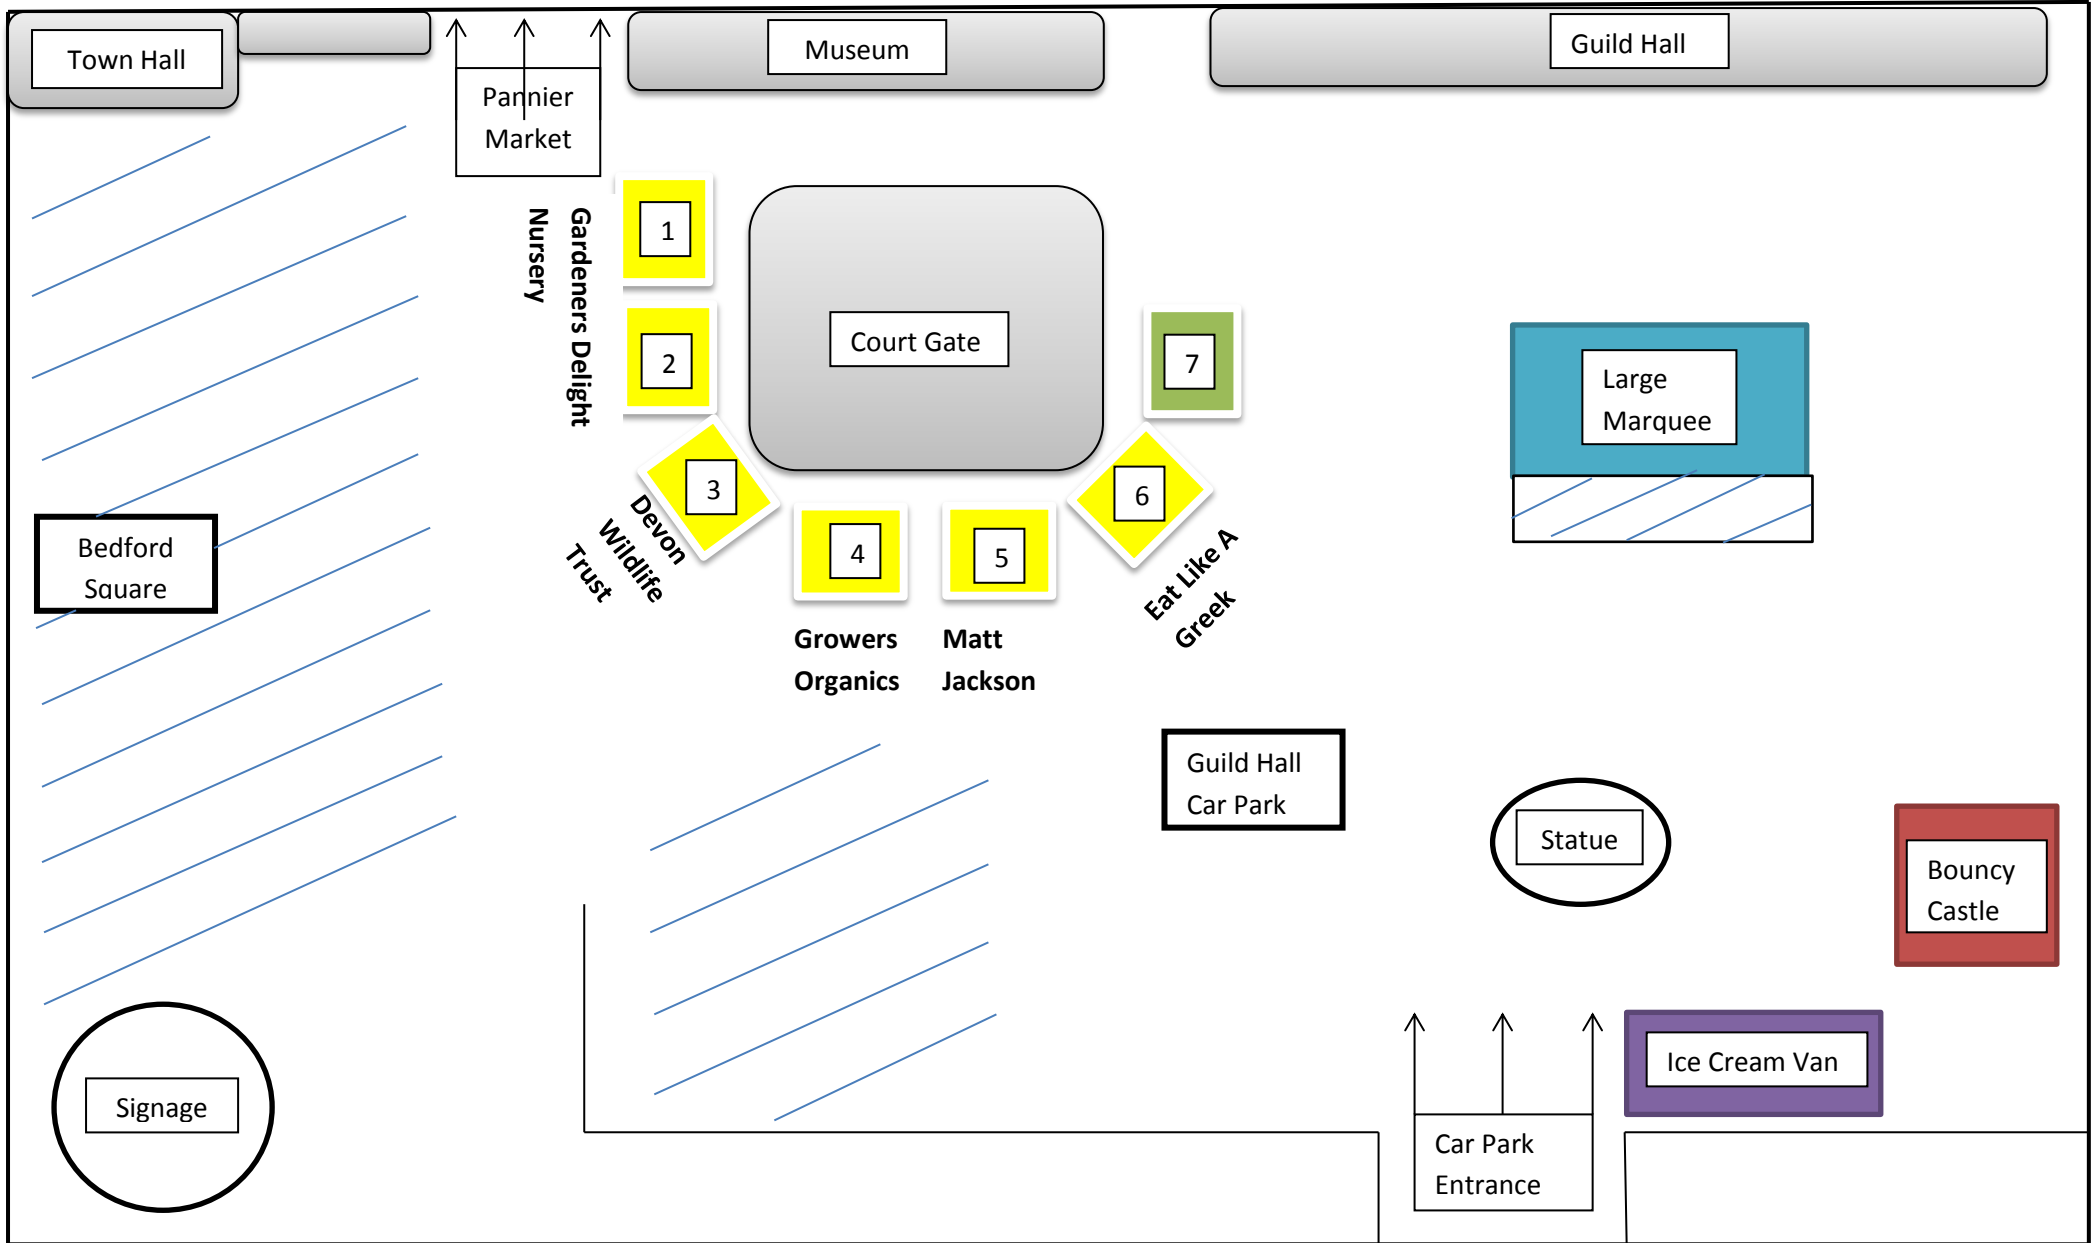 Town Hall
Museum
Guild Hall
Pannier
Market
Gardeners Delight
Nursery
1
2
3
4
5
6
7
Court Gate
Large
Marquee
Devon
Wildlife
Trust
Growers
Organics
Matt
Jackson
Eat Like A
Greek
Bedford
Square
Guild Hall
Car Park
Statue
Bouncy
Castle
Ice Cream Van
Signage
Car Park
Entrance